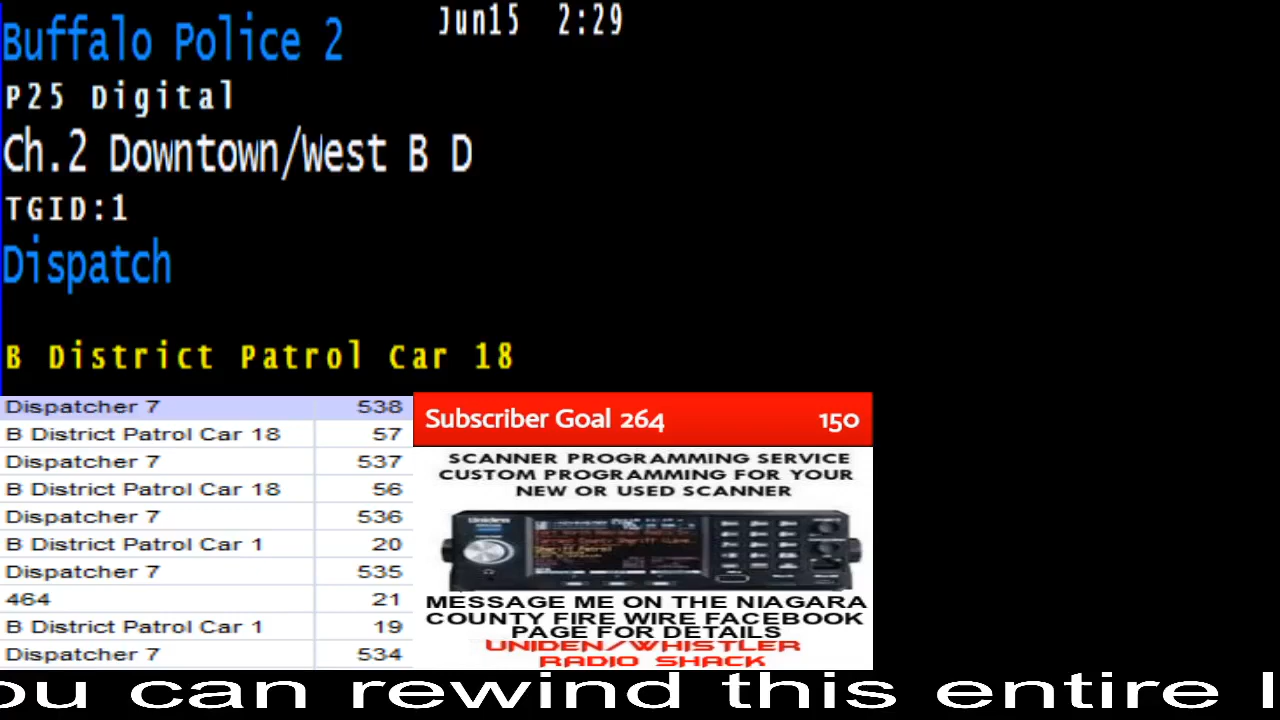 Buffalo Police 2
Jun15 2:29
P25 Digital
Ch.2 Downtown/West B D
TGID:1
Dispatch
B District Patrol Car 18
Dispatcher 7 538
B District Patrol Car 18 57
Dispatcher 7 537
B District Patrol Car 18 56
Dispatcher 7 536
B District Patrol Car 1 20
Dispatcher 7 535
464 21
B District Patrol Car 1 19
Dispatcher 7 534
Subscriber Goal 264 150
SCANNER PROGRAMMING SERVICE
CUSTOM PROGRAMMING FOR YOUR
NEW OR USED SCANNER
Uniden
MESSAGE ME ON THE NIAGARA
COUNTY FIRE WIRE FACEBOOK
PAGE FOR DETAILS
UNIDEN/WHISTLER
RADIO SHACK
ou can rewind this entire l